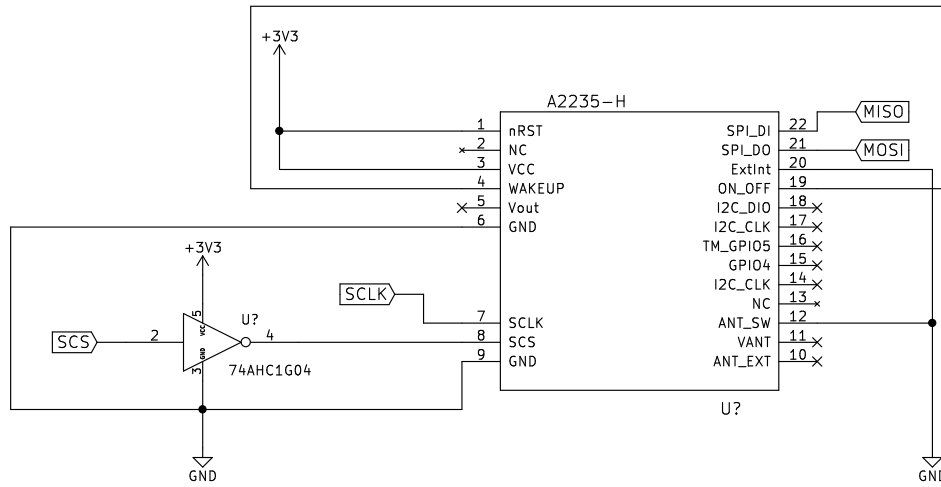 +3V3
A2235-H
1 nRST
2 NC
3 VCC
4 WAKEUP
5 Vout
6 GND
7 SCLK
8 SCS
9 GND
SPI_DI 22
SPI_DO 21
ExtInt 20
ON_OFF 19
I2C_DIO 18
I2C_CLK 17
TM_GPIO5 16
GPIO4 15
I2C_CLK 14
NC 13
ANT_SW 12
VANT 11
ANT_EXT 10
U?
MISO
MOSI
+3V3
SCLK
SCS
2
5
VCC
GND
3
U?
4
74AHC1G04
GND
GND